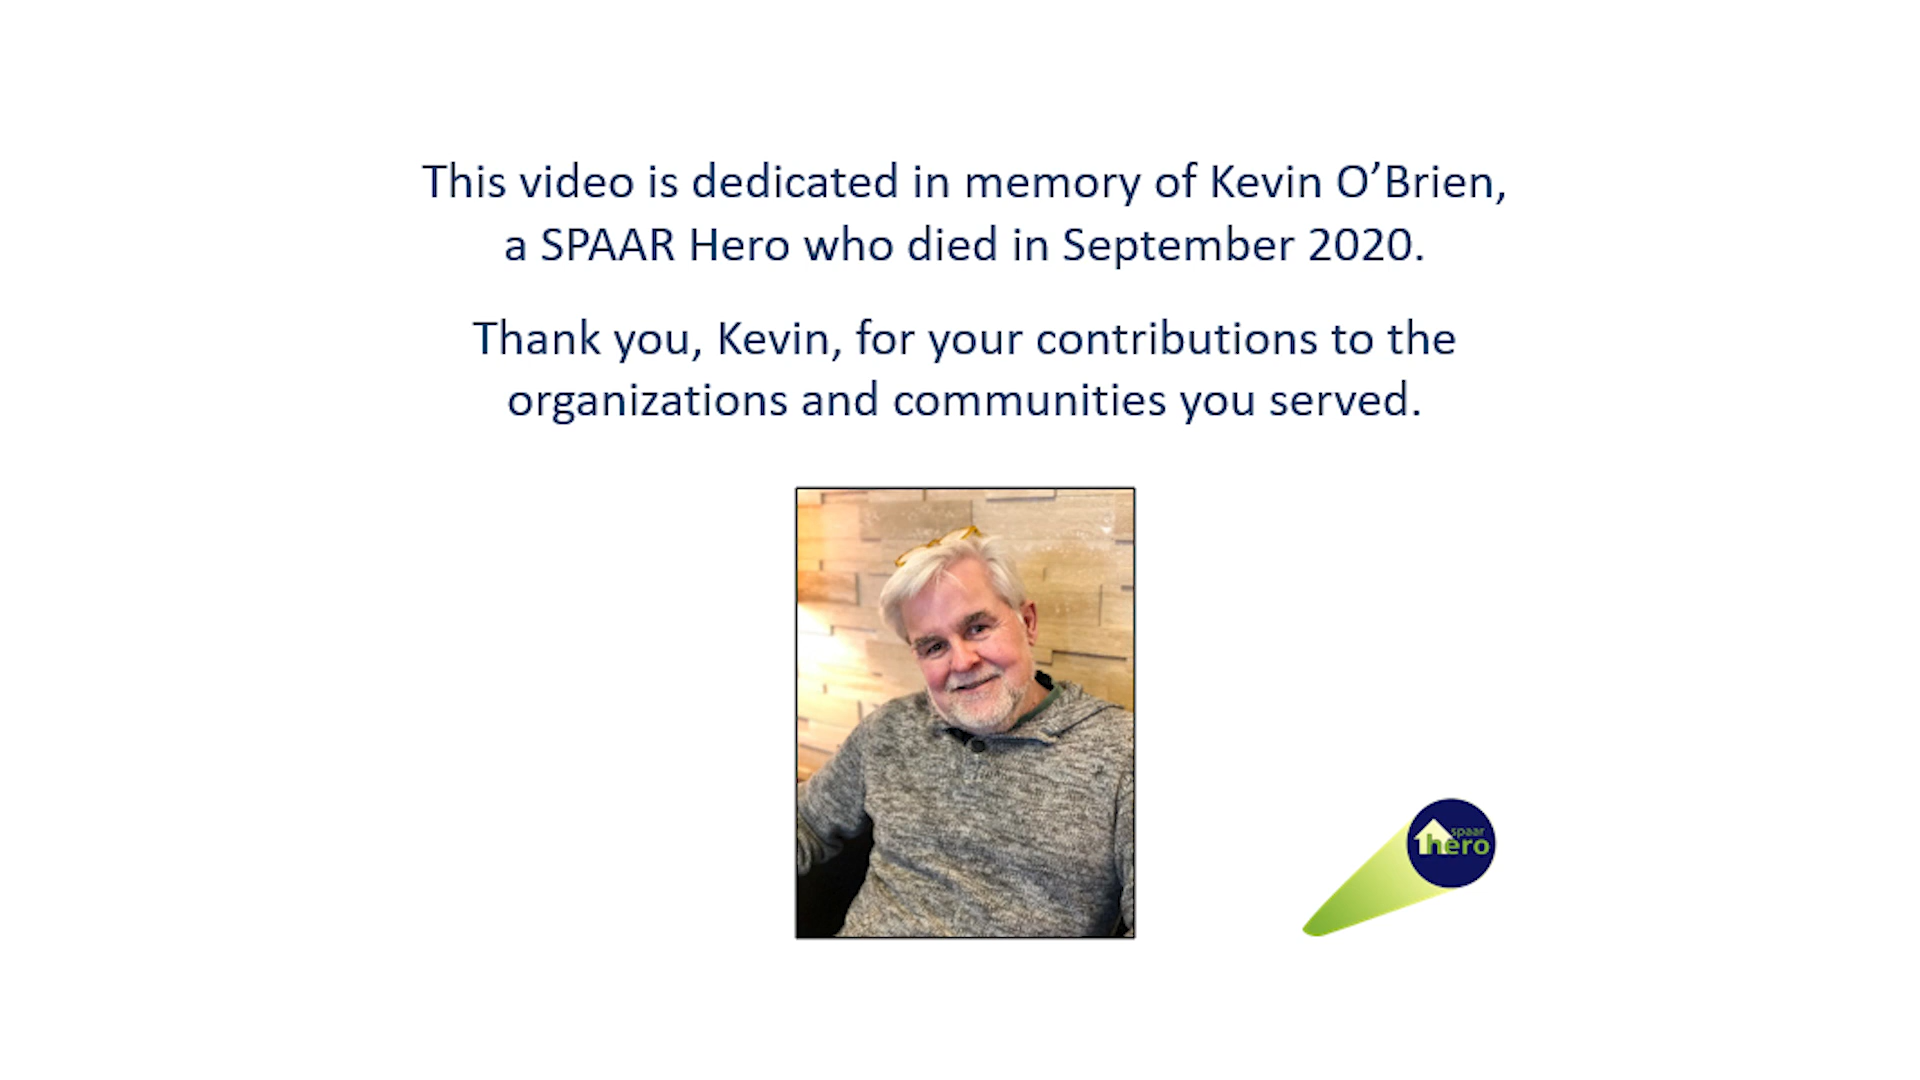 This video is dedicated in memory of Kevin O’Brien,
a SPAAR Hero who died in September 2020.
Thank you, Kevin, for your contributions to the
organizations and communities you served.
spaar
hero